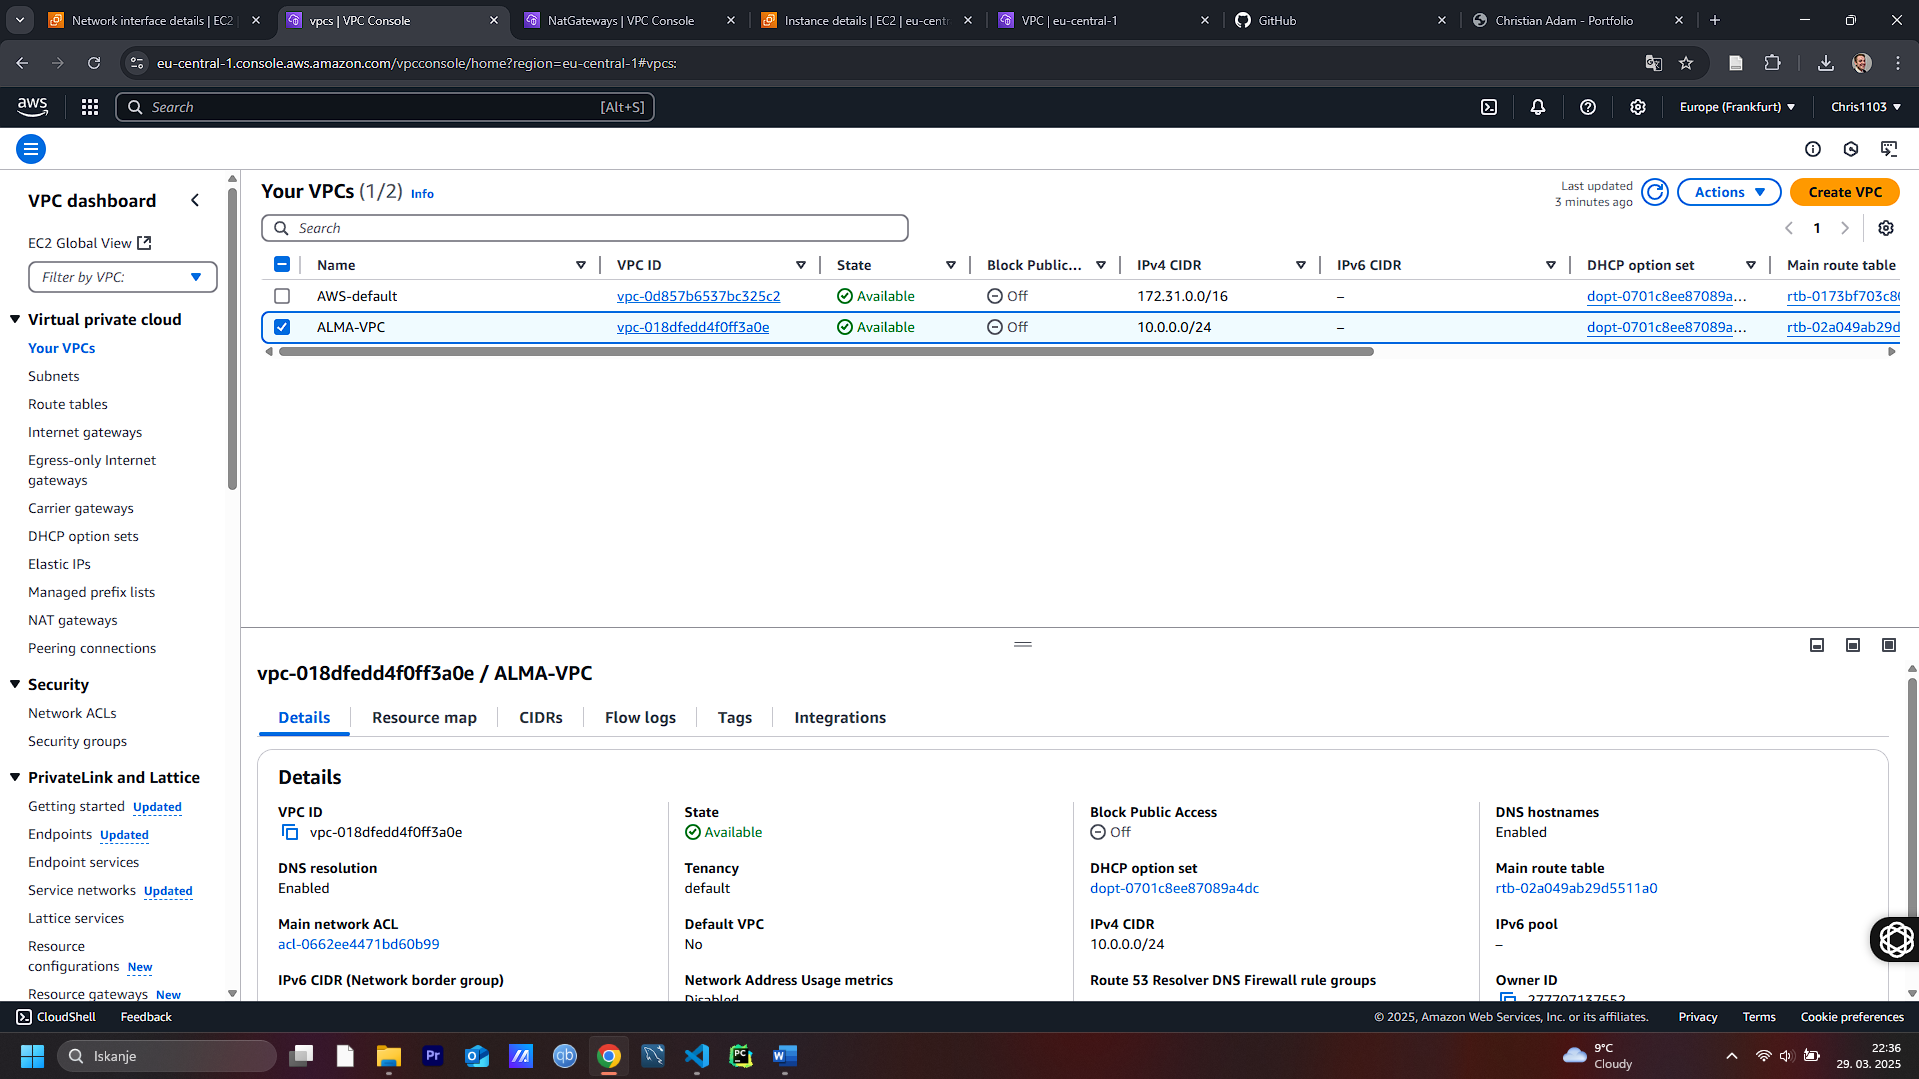 Network interface details | EC2
vpcs | VPC Console
NatGateways | VPC Console
Instance details | EC2 | eu-centr
VPC | eu-central-1
GitHub
Christian Adam - Portfolio
eu-central-1.console.aws.amazon.com/vpcconsole/home?region=eu-central-1#vpcs:
aws
Search
[Alt+S]
Europe (Frankfurt)
Chris1103
VPC dashboard
EC2 Global View
Filter by VPC:
Virtual private cloud
Your VPCs
Subnets
Route tables
Internet gateways
Egress-only Internet
gateways
Carrier gateways
DHCP option sets
Elastic IPs
Managed prefix lists
NAT gateways
Peering connections
Security
Network ACLs
Security groups
PrivateLink and Lattice
Getting started Updated
Endpoints Updated
Endpoint services
Service networks Updated
Lattice services
Resource
configurations New
Resource gateways New
Your VPCs (1/2) Info
Last updated
3 minutes ago
Actions
Create VPC
Search
1
Name VPC ID State Block Public... IPv4 CIDR IPv6 CIDR DHCP option set Main route table
AWS-default vpc-0d857b6537bc325c2 Available Off 172.31.0.0/16 – dopt-0701c8ee87089a... rtb-0173bf703c80
ALMA-VPC vpc-018dfedd4f0ff3a0e Available Off 10.0.0.0/24 – dopt-0701c8ee87089a... rtb-02a049ab29d
vpc-018dfedd4f0ff3a0e / ALMA-VPC
Details Resource map CIDRs Flow logs Tags Integrations
Details
VPC ID
vpc-018dfedd4f0ff3a0e
State
Available
Block Public Access
Off
DNS hostnames
Enabled
DNS resolution
Enabled
Tenancy
default
DHCP option set
dopt-0701c8ee87089a4dc
Main route table
rtb-02a049ab29d5511a0
Main network ACL
acl-0662ee4471bd60b99
Default VPC
No
IPv4 CIDR
10.0.0.0/24
IPv6 pool
–
IPv6 CIDR (Network border group)
Network Address Usage metrics
Disabled
Route 53 Resolver DNS Firewall rule groups
Owner ID
277707137552
CloudShell
Feedback
© 2025, Amazon Web Services, Inc. or its affiliates.
Privacy
Terms
Cookie preferences
Iskanje
Pr
qb
PC
W
9°C
Cloudy
22:36
29. 03. 2025